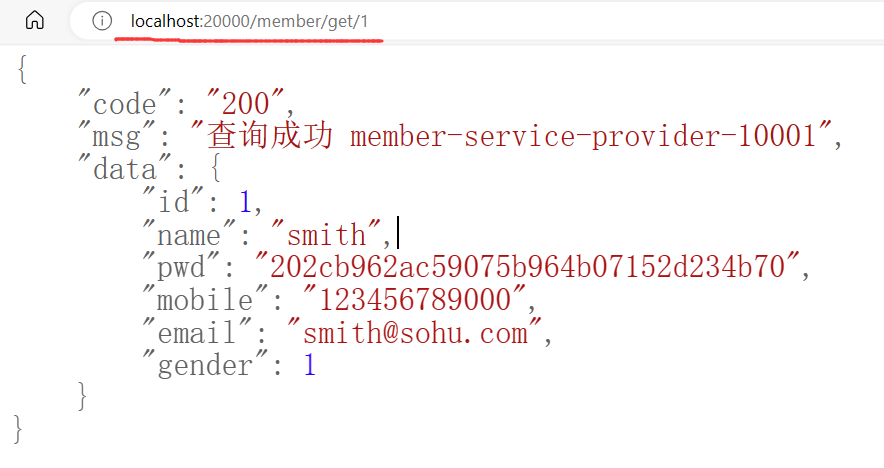 localhost:20000/member/get/1
{
"code": "200",
"msg": "查询成功 member-service-provider-10001",
"data": {
"id": 1,
"name": "smith",
"pwd": "202cb962ac59075b964b07152d234b70",
"mobile": "123456789000",
"email": "smith@sohu.com",
"gender": 1
}
}